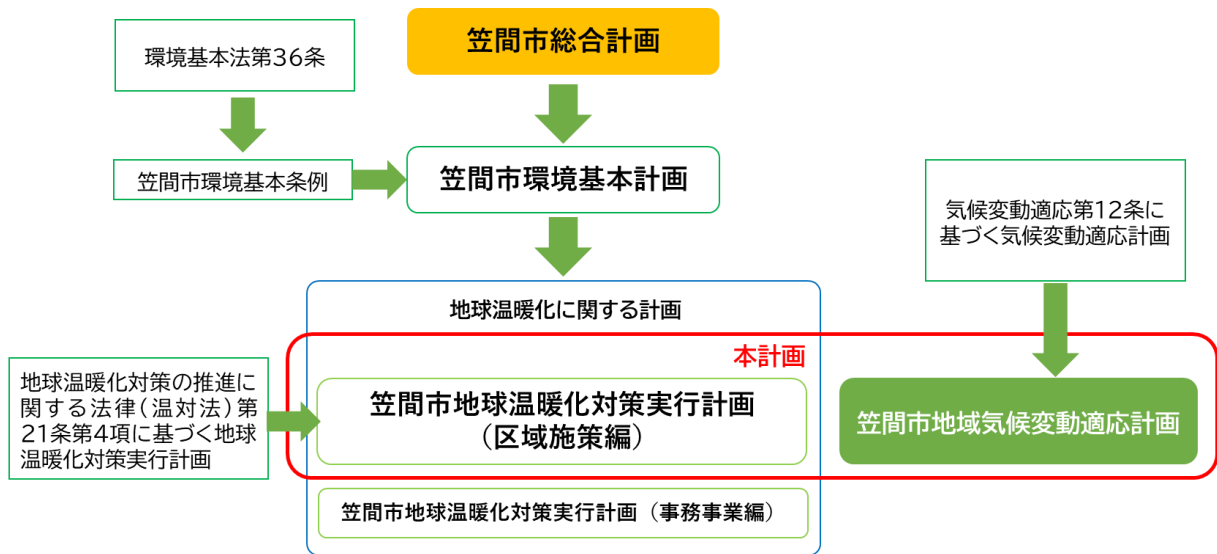 環境基本法第36条
笠間市総合計画
笠間市環境基本条例
笠間市環境基本計画
気候変動適応第12条に
基づく気候変動適応計画
地球温暖化に関する計画
本計画
地球温暖化対策の推進に
関する法律(温対法)第
21条第4項に基づく地球
温暖化対策実行計画
笠間市地球温暖化対策実行計画
(区域施策編)
笠間市地域気候変動適応計画
笠間市地球温暖化対策実行計画(事務事業編)